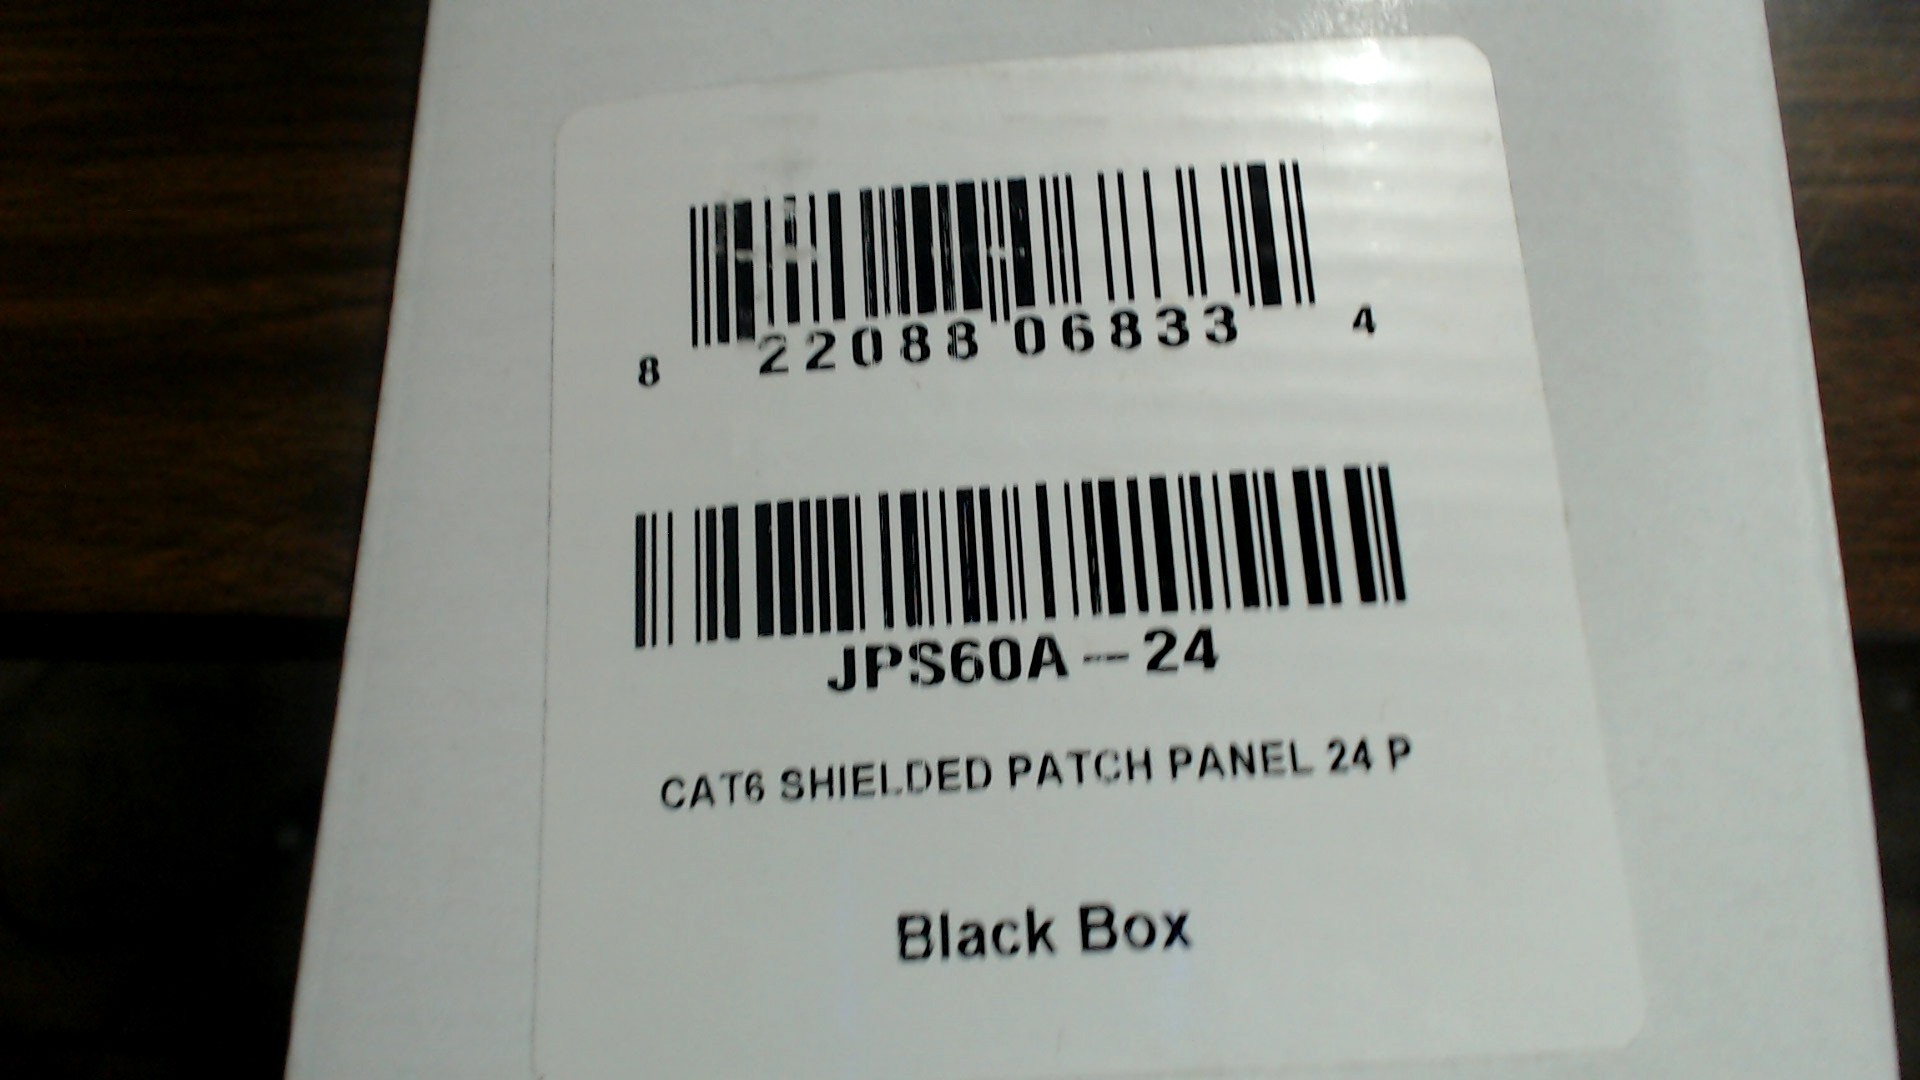 8 22088 06833 4
JPS60A-24
CAT6 SHIELDED PATCH PANEL 24 P
Black Box